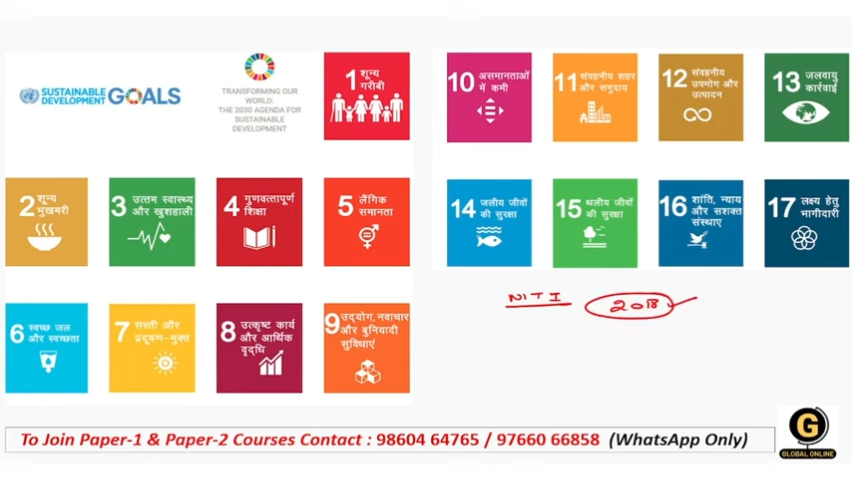 SUSTAINABLE
DEVELOPMENT GOALS
TRANSFORMING OUR
WORLD:
THE 2030 AGENDA FOR
SUSTAINABLE
DEVELOPMENT
1 शून्य
गरीबी
2 शून्य
भुखमरी
3 उत्तम स्वास्थ्य
और खुशहाली
4 गुणवत्तापूर्ण
शिक्षा
5 लैंगिक
समानता
6 स्वच्छ जल
और स्वच्छता
7 सस्ती और
प्रदूषण-मुक्त
8 उत्कृष्ट कार्य
और आर्थिक
वृद्धि
9 उद्योग, नवाचार
और बुनियादी
सुविधाएं
10 असमानताओं
में कमी
11 संवहनीय शहर
और समुदाय
12 संवहनीय
उपभोग और
उत्पादन
13 जलवायु
कार्रवाई
14 जलीय जीवों
की सुरक्षा
15 थलीय जीवों
की सुरक्षा
16 शांति, न्याय
और सशक्त
संस्थाए
17 लक्ष्य हेतु
भागीदारी
NITI 2018
To Join Paper-1 & Paper-2 Courses Contact : 98604 64765 / 97660 66858 (WhatsApp Only)
G
GLOBAL ONLINE